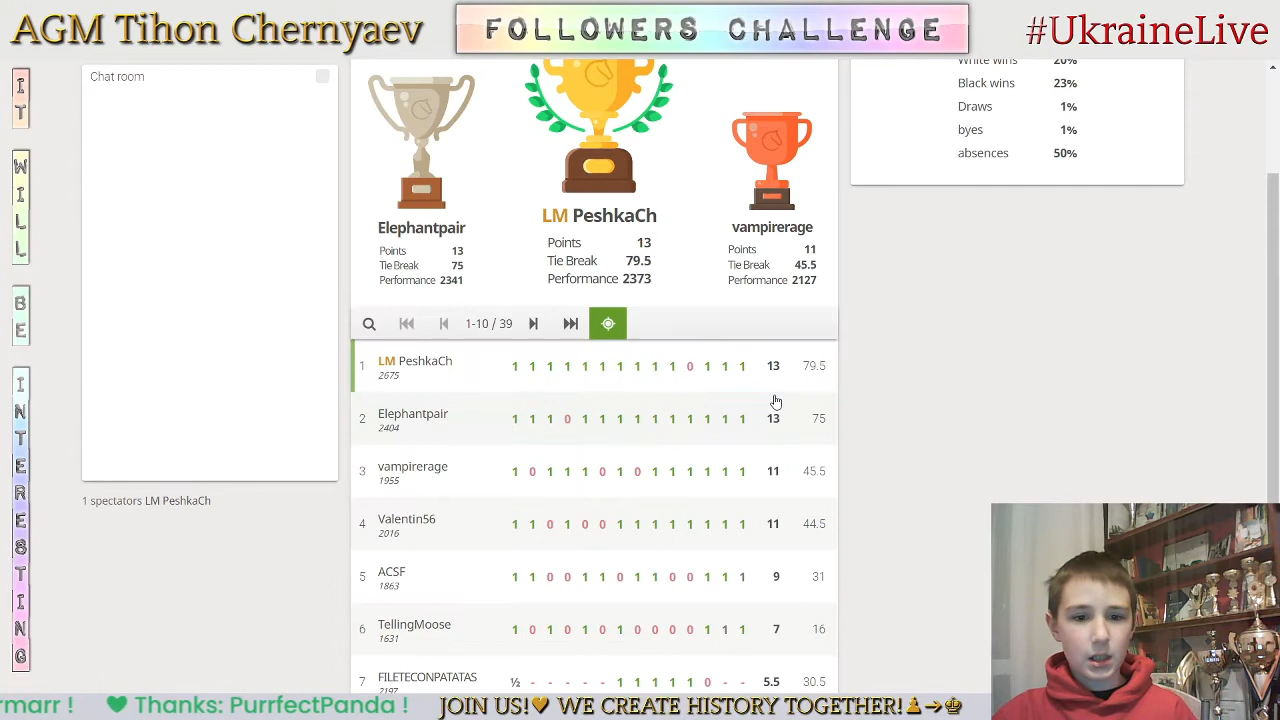 AGM Tihon Chernyaev
FOLLOWERS CHALLENGE
#UkraineLive
IT
WILL
BE
INTERESTING
Chat room
1 spectators LM PeshkaCh
Elephantpair
Points 13
Tie Break 75
Performance 2341
LM PeshkaCh
Points 13
Tie Break 79.5
Performance 2373
vampirerage
Points 11
Tie Break 45.5
Performance 2127
White wins 20%
Black wins 23%
Draws 1%
byes 1%
absences 50%
1-10 / 39
1 LM PeshkaCh 1 1 1 1 1 1 1 1 1 1 0 1 1 1 13 79.5
2675
2 Elephantpair 1 1 1 0 1 1 1 1 1 1 1 1 1 1 13 75
2404
3 vampirerage 1 0 1 1 1 0 1 0 1 1 1 1 1 1 11 45.5
1955
4 Valentin56 1 1 0 1 0 0 1 1 1 1 1 1 1 1 11 44.5
2016
5 ACSF 1 1 0 0 1 1 0 1 1 0 0 1 1 1 9 31
1863
6 TellingMoose 1 0 1 0 1 0 1 0 0 0 0 1 1 1 7 16
1631
7 FILETECONPATATAS ½ - - - - - 1 1 1 1 1 0 - - 5.5 30.5
2197
rmarr ! 💚 Thanks: PurrfectPanda ! JOIN US!♥ WE CREATE HISTORY TOGETHER!♟→♚